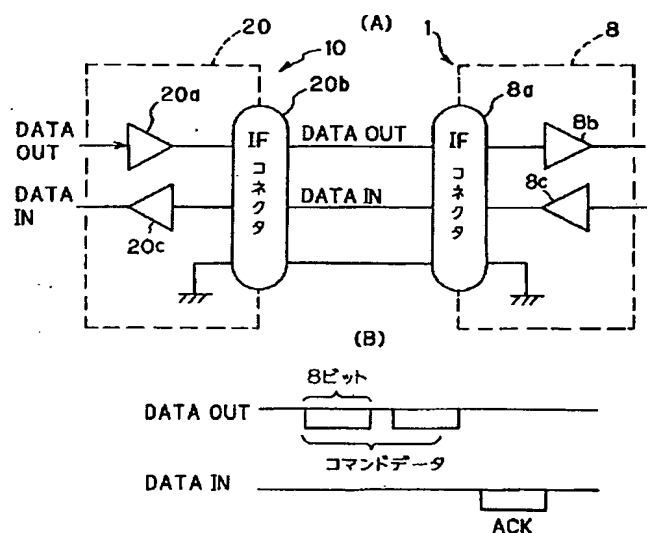 (A)
20
10
1
8
20a
20b
8a
8b
DATA OUT
DATA IN
20c
IF コネクタ
DATA OUT
DATA IN
IF コネクタ
8c
(B)
8ビット
DATA OUT
コマンドデータ
DATA IN
ACK